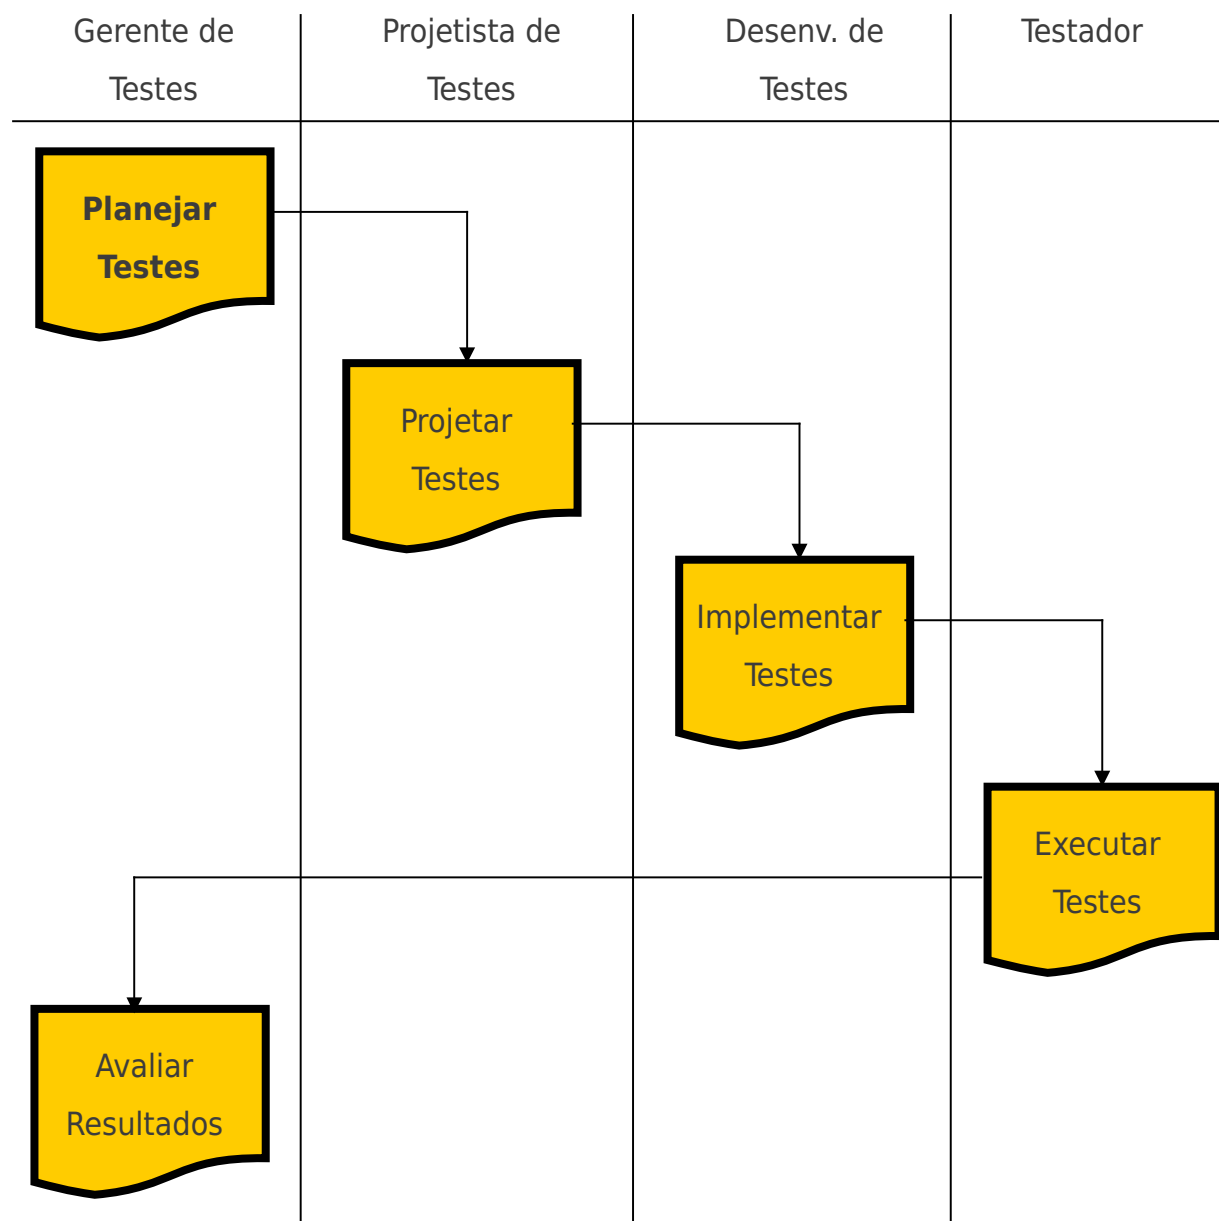 Gerente de
Testes
Projetista de
Testes
Desenv. de
Testes
Testador
Planejar
Testes
Projetar
Testes
Implementar
Testes
Executar
Testes
Avaliar
Resultados